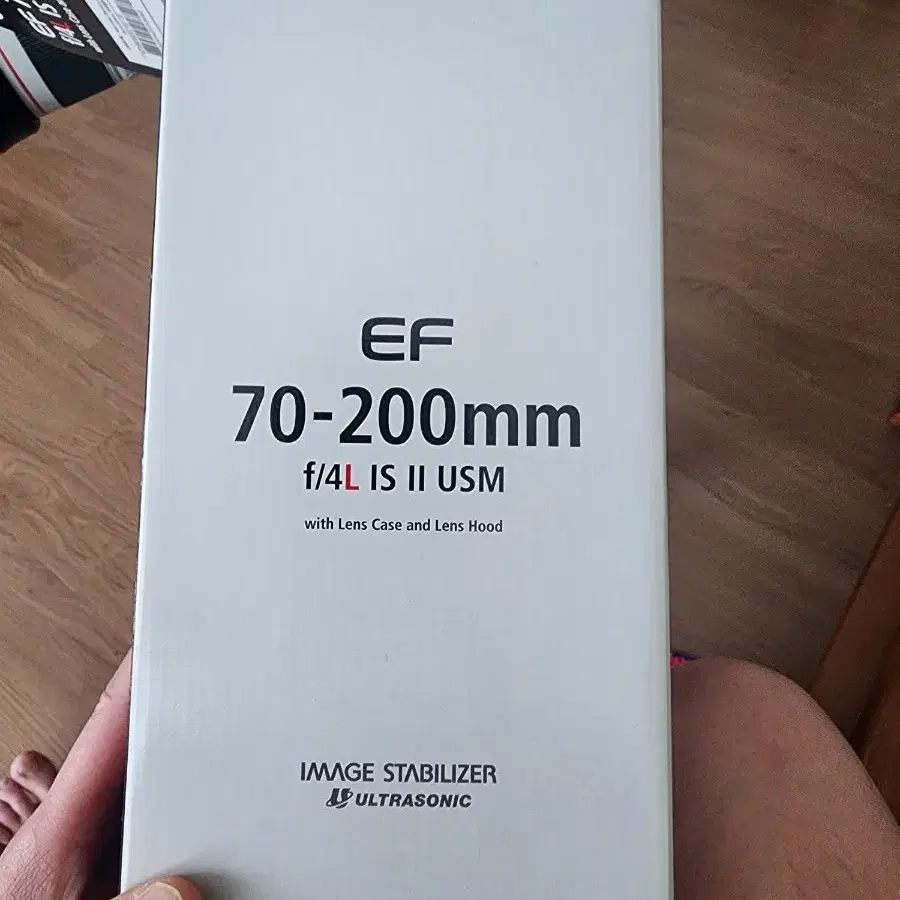 EF
70-200mm
f/4L IS II USM
with Lens Case and Lens Hood
IMAGE STABILIZER
ULTRASONIC